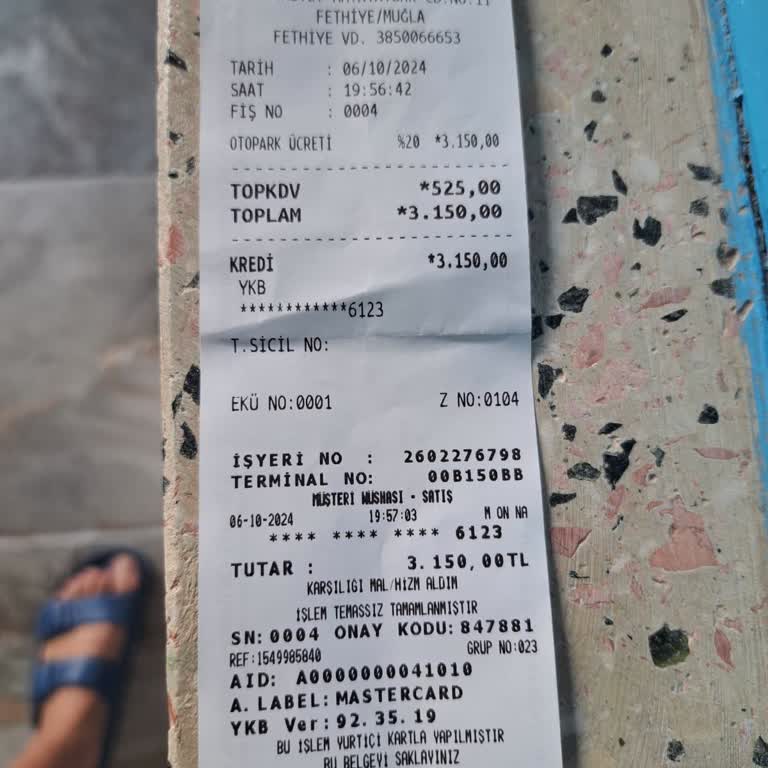 FETHİYE/MUĞLA
FETHİYE VD. 3850066653
TARİH : 06/10/2024
SAAT : 19:56:42
FİŞ NO : 0004
OTOPARK ÜCRETİ %20 *3.150,00
TOPKDV *525,00
TOPLAM *3.150,00
KREDİ *3.150,00
YKB
************6123
T.SİCİL NO:
EKÜ NO:0001 Z NO:0104
İŞYERİ NO : 2602276798
TERMİNAL NO: 00B150BB
MÜŞTERİ NÜSHASI - SATIŞ
06-10-2024 19:57:03 M ON NA
**** **** **** 6123
TUTAR : 3.150,00TL
KARŞILIĞI MAL/HİZM ALDIM
İŞLEM TEMASSIZ TAMAMLANMIŞTIR
SN: 0004 ONAY KODU: 847881
REF:1549985840 GRUP NO:023
AID: A0000000041010
A. LABEL: MASTERCARD
YKB Ver: 92.35.19
BU İŞLEM YURTİÇİ KARTLA YAPILMIŞTIR
BU BELGEYİ SAKLAYINIZ